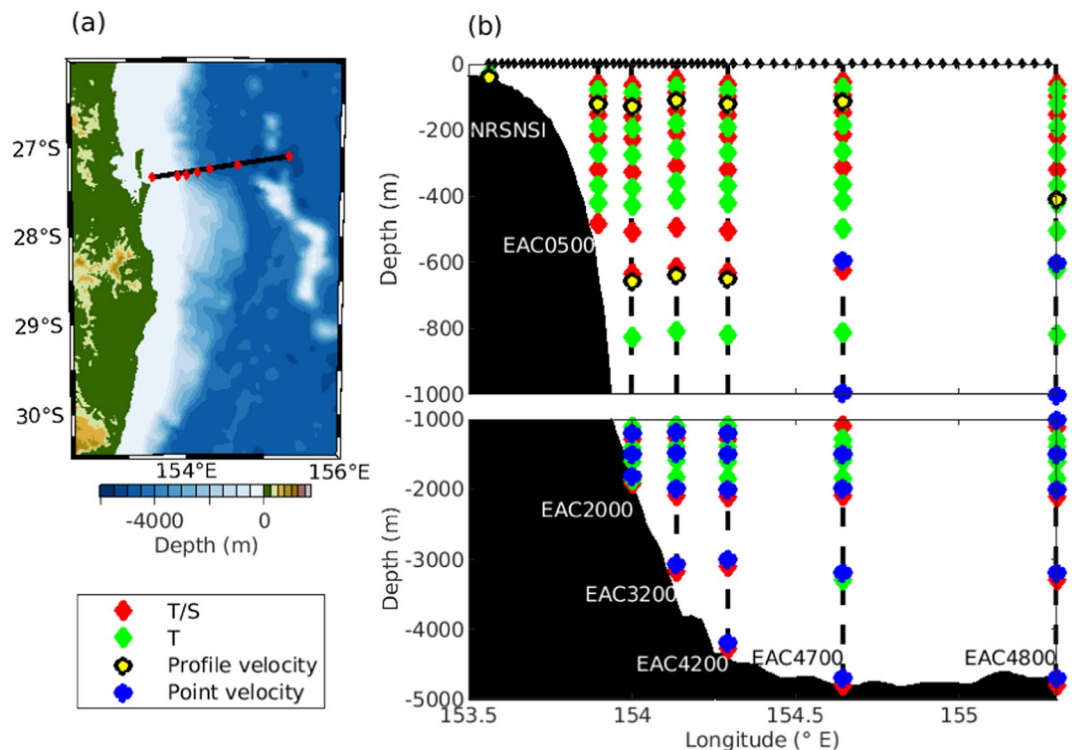 (a)
27°S
28°S
29°S
30°S
154°E
156°E
-4000
0
Depth (m)
T/S
T
Profile velocity
Point velocity
(b)
0
-200
-400
-600
-800
-1000
Depth (m)
NRSNSI
EAC0500
-1000
-2000
-3000
-4000
-5000
Depth (m)
EAC2000
EAC3200
EAC4200
EAC4700
EAC4800
153.5
154
154.5
155
Longitude (° E)